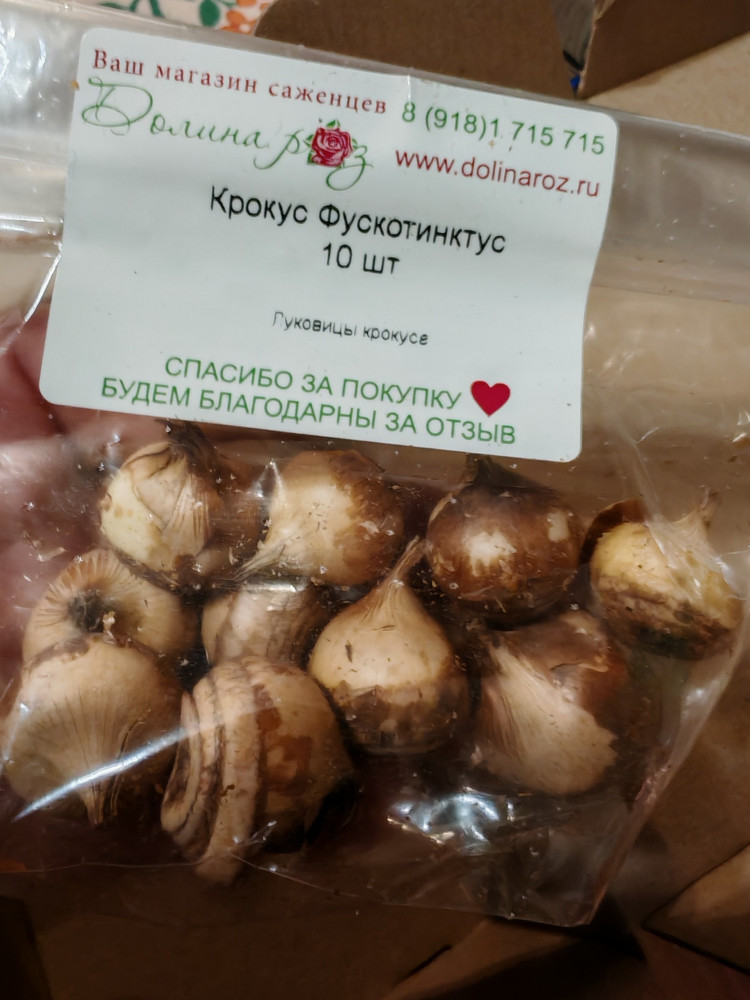 Ваш магазин саженцев
8 (918)1 715 715
Долина роз
www.dolinaroz.ru
Крокус Фускотинктус
10 шт
Луковицы крокусе
СПАСИБО ЗА ПОКУПКУ
БУДЕМ БЛАГОДАРНЫ ЗА ОТЗЫВ